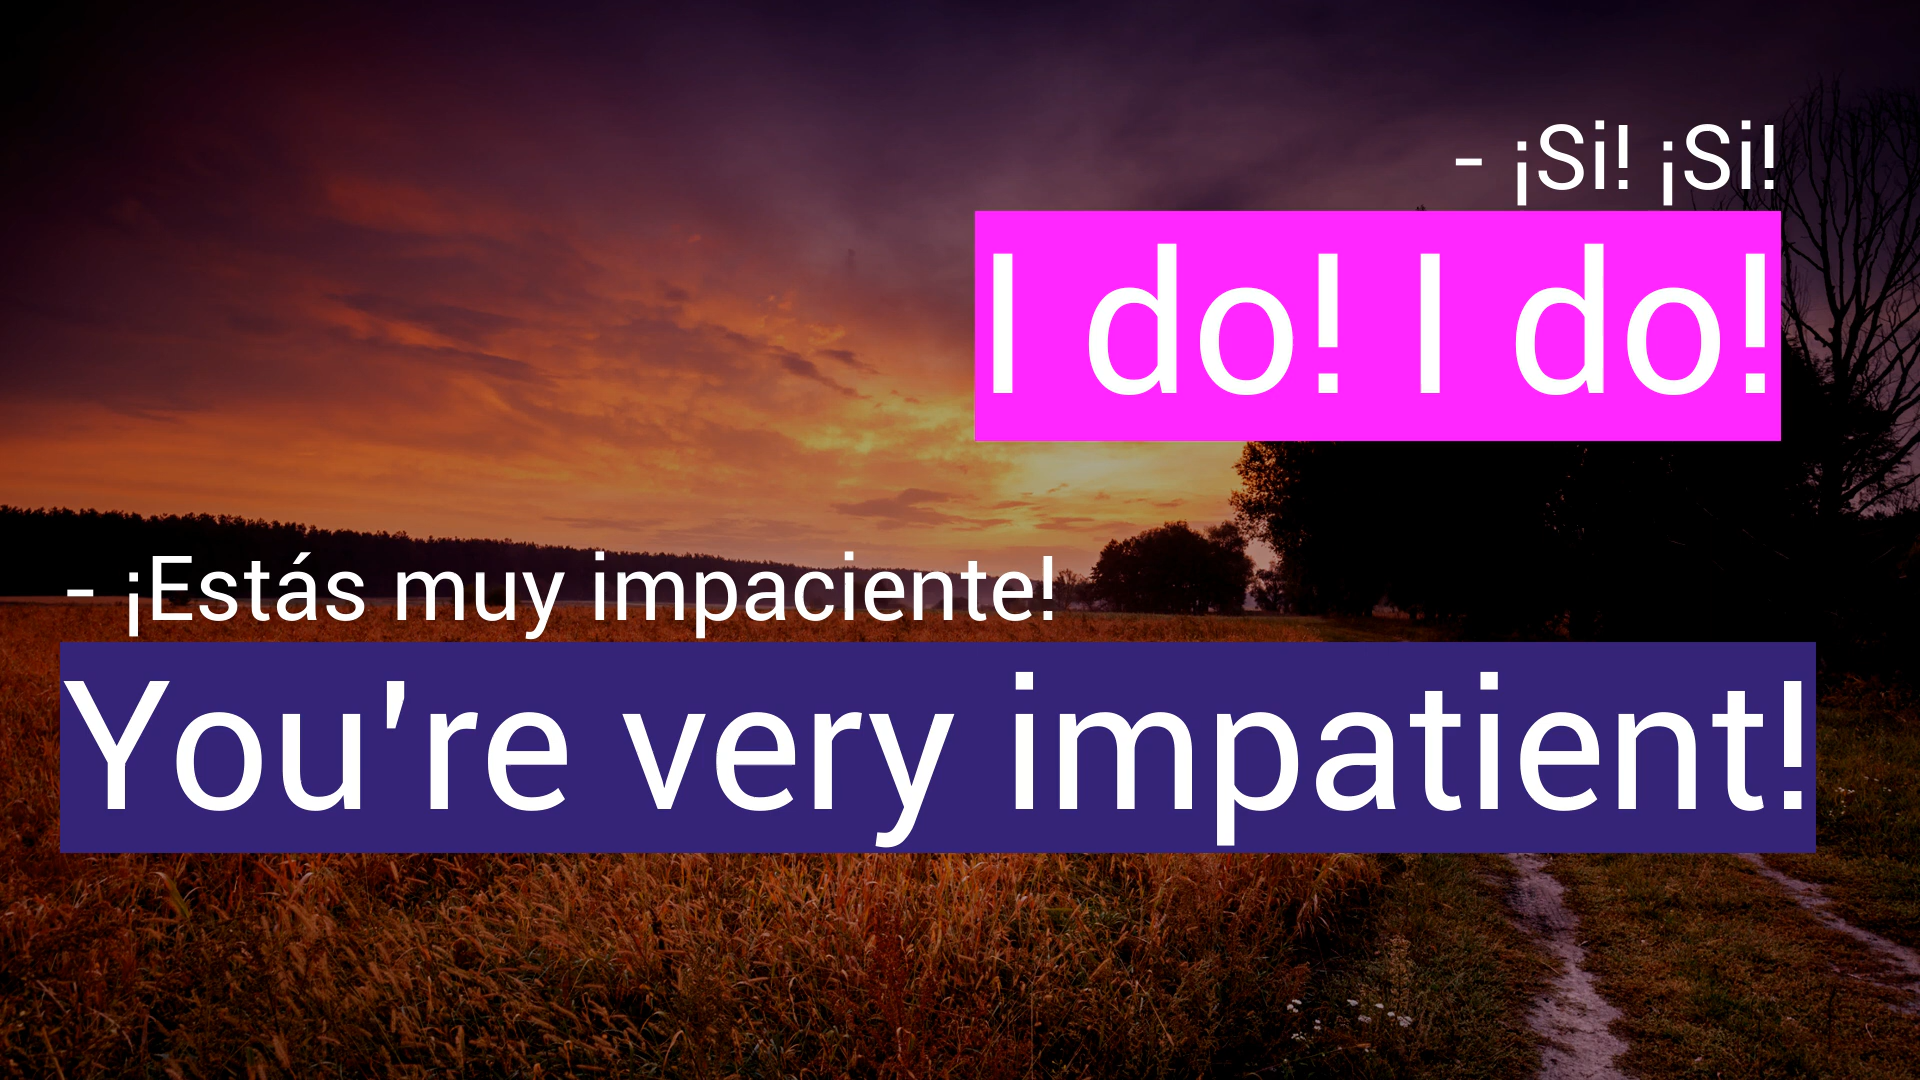 - ¡Si! ¡Si!
I do! I do!
- ¡Estás muy impaciente!
You're very impatient!